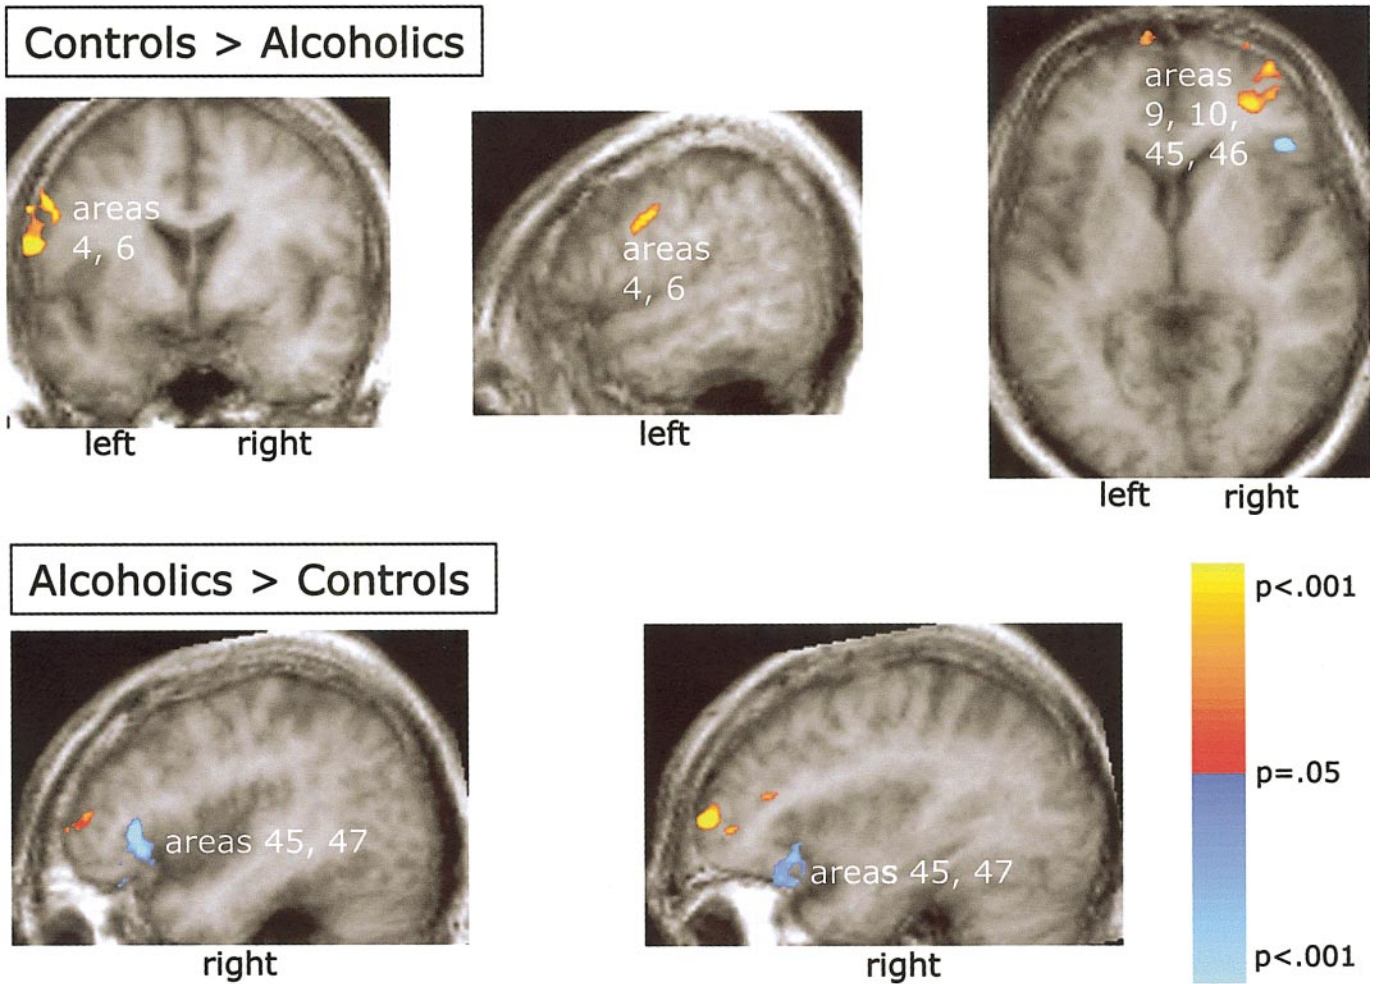 Controls > Alcoholics
areas
4, 6
left right
areas
4, 6
left
areas
9, 10,
45, 46
left right
Alcoholics > Controls
areas 45, 47
right
areas 45, 47
right
p<.001
p=.05
p<.001